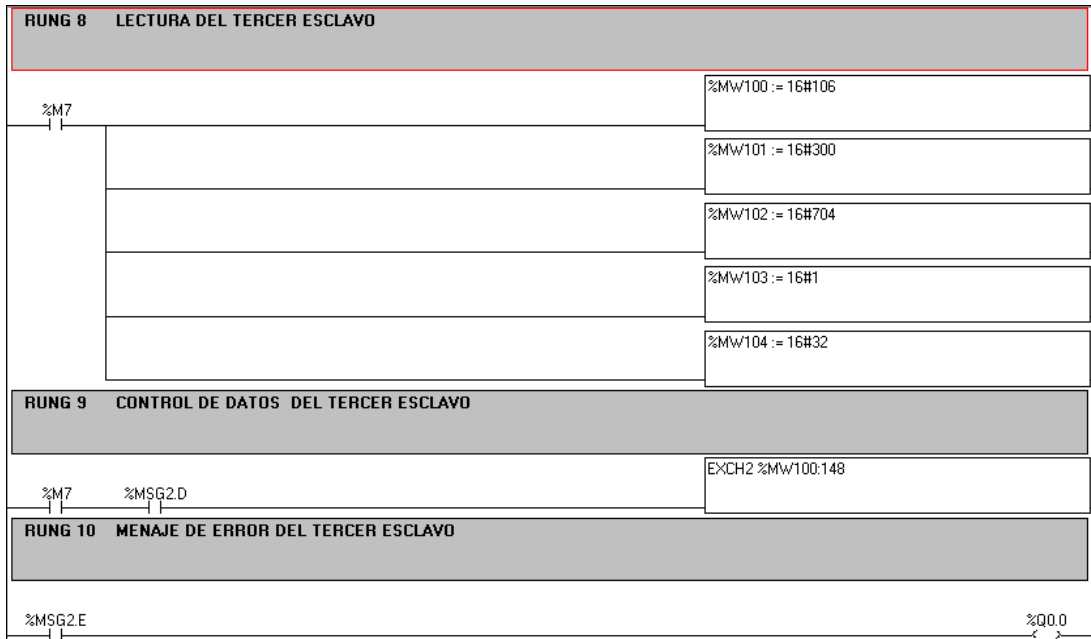 RUNG 8 LECTURA DEL TERCER ESCLAVO
%MW100 := 16#106
%M7
%MW101 := 16#300
%MW102 := 16#704
%MW103 := 16#1
%MW104 := 16#32
RUNG 9 CONTROL DE DATOS DEL TERCER ESCLAVO
EXCH2 %MW100:148
%M7 %MSG2.D
RUNG 10 MENAJE DE ERROR DEL TERCER ESCLAVO
%MSG2.E %Q0.0